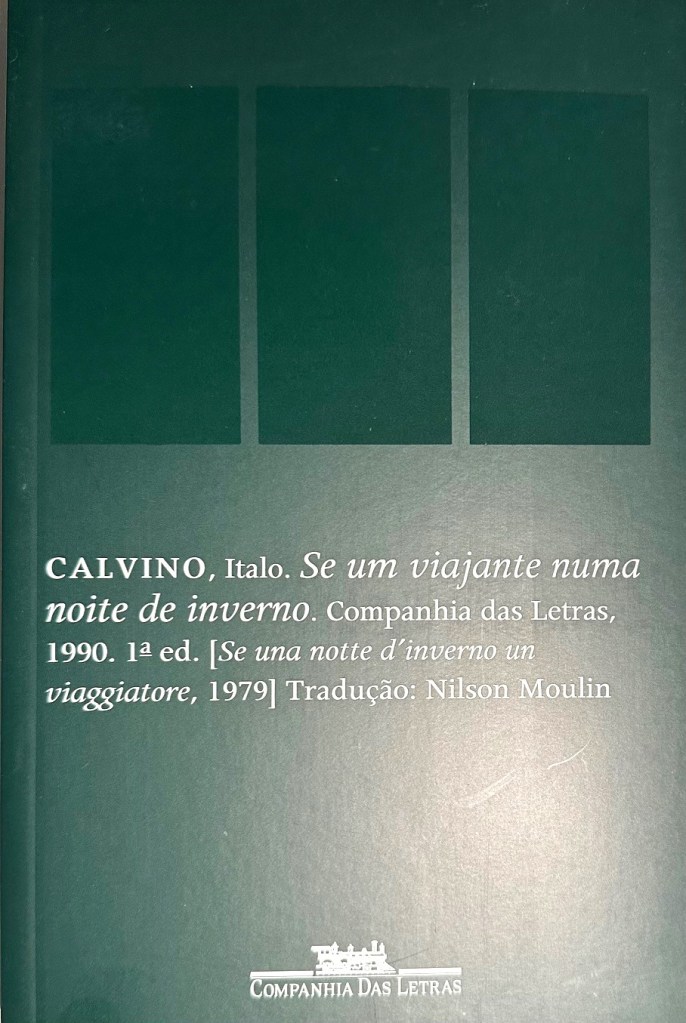 CALVINO, Italo. Se um viajante numa
noite de inverno. Companhia das Letras,
1990. 1ª ed. [Se una notte d'inverno un
viaggiatore, 1979] Tradução: Nilson Moulin
COMPANHIA DAS LETRAS